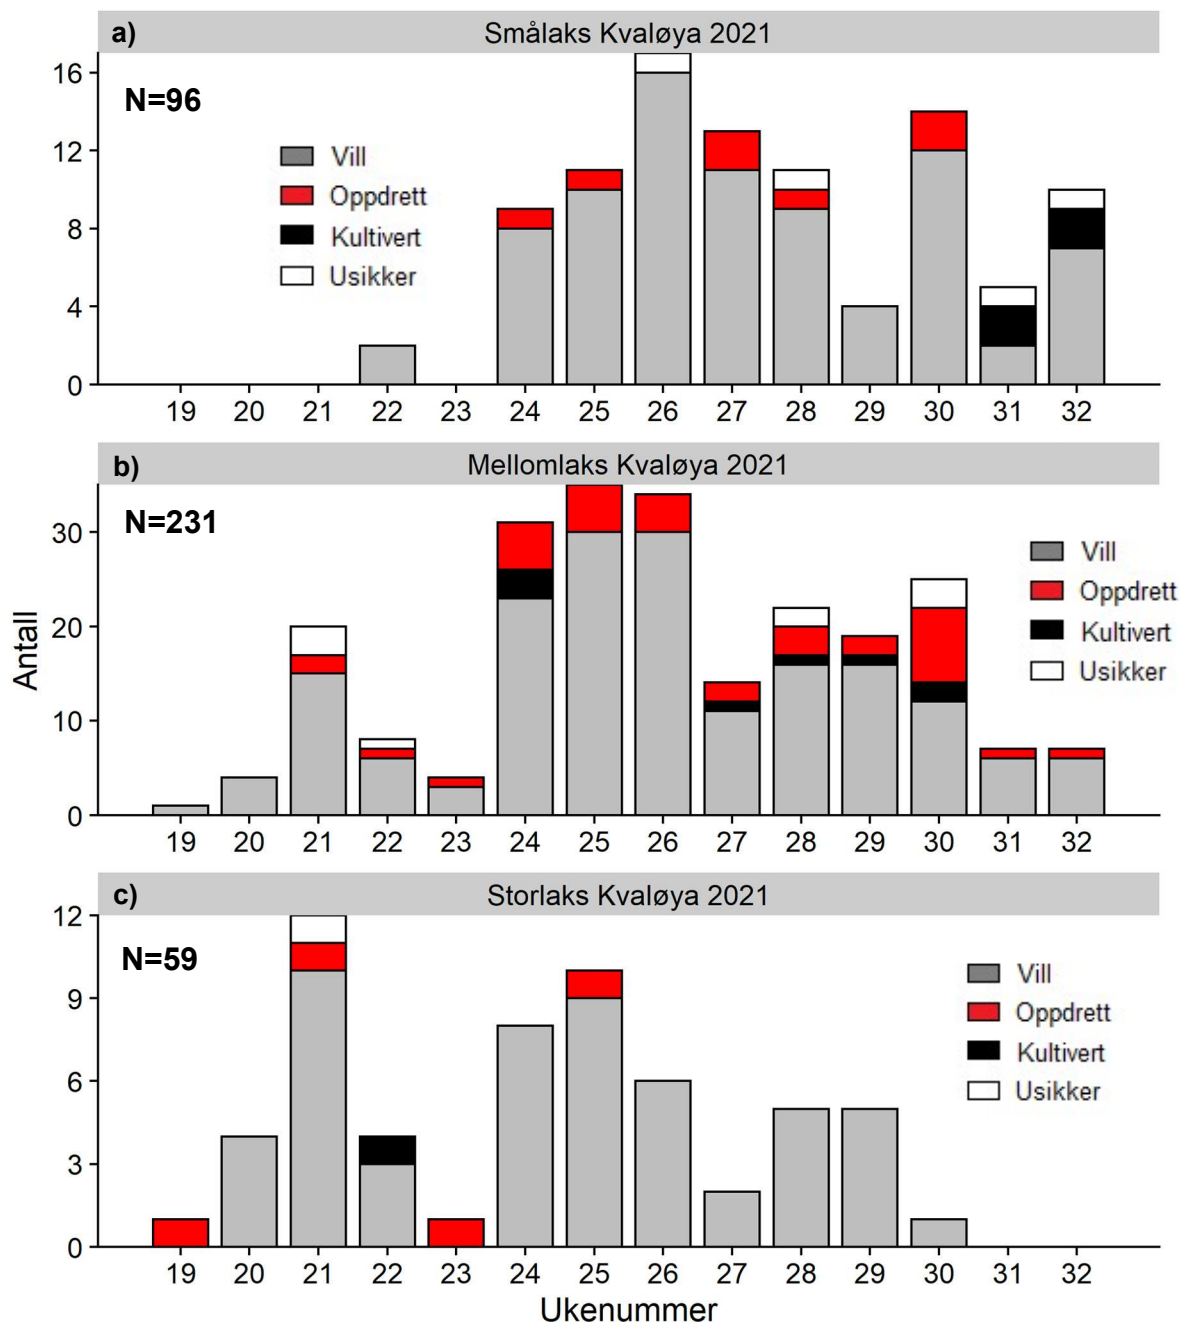 a) Smålaks Kvaløya 2021
N=96
Vill
Oppdrett
Kultivert
Usikker
16
12
8
4
0
19 20 21 22 23 24 25 26 27 28 29 30 31 32
b) Mellomlaks Kvaløya 2021
N=231
Vill
Oppdrett
Kultivert
Usikker
30
20
10
0
Antall
19 20 21 22 23 24 25 26 27 28 29 30 31 32
c) Storlaks Kvaløya 2021
N=59
Vill
Oppdrett
Kultivert
Usikker
12
9
6
3
0
19 20 21 22 23 24 25 26 27 28 29 30 31 32
Ukenummer